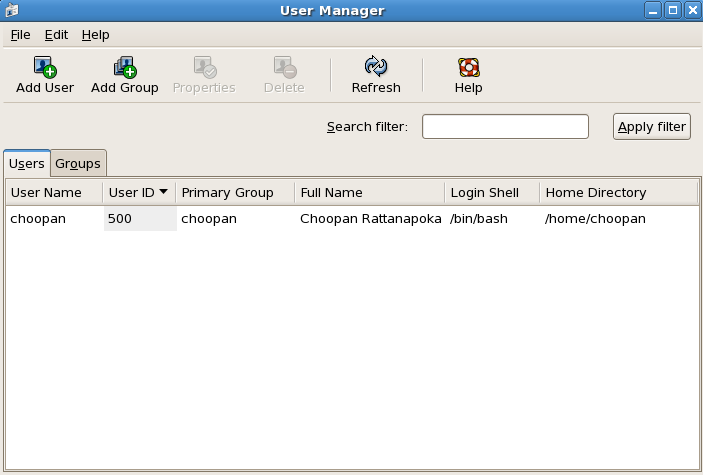 User Manager
File Edit Help
Add User Add Group Properties Delete Refresh Help
Search filter: Apply filter
Users Groups
User Name User ID Primary Group Full Name Login Shell Home Directory
choopan 500 choopan Choopan Rattanapoka /bin/bash /home/choopan